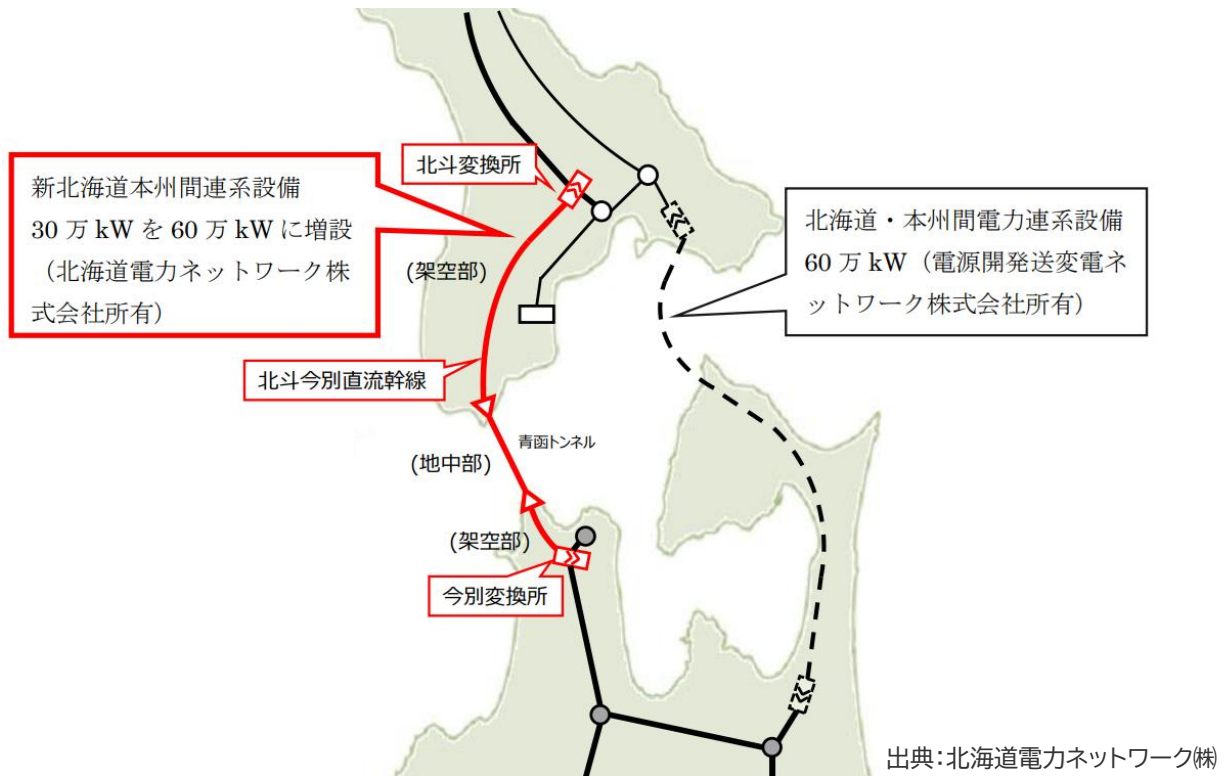 北斗変換所
新北海道本州間連系設備
30 万 kW を 60 万 kW に増設
（北海道電力ネットワーク株
式会社所有）
北海道・本州間電力連系設備
60 万 kW（電源開発送変電ネ
ットワーク株式会社所有）
(架空部)
北斗今別直流幹線
青函トンネル
(地中部)
(架空部)
今別変換所
出典：北海道電力ネットワーク㈱